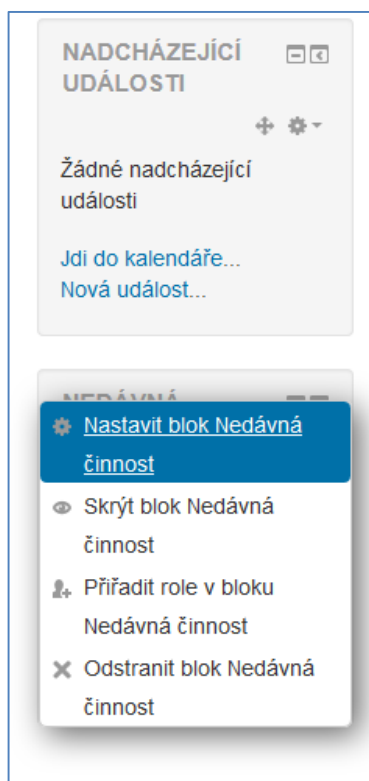 NADCHÁZEJÍCÍ
UDÁLOSTI
Žádné nadcházející
události
Jdi do kalendáře...
Nová událost...
NEDÁVNÁ
Nastavit blok Nedávná
činnost
Skrýt blok Nedávná
činnost
Přiřadit role v bloku
Nedávná činnost
Odstranit blok Nedávná
činnost